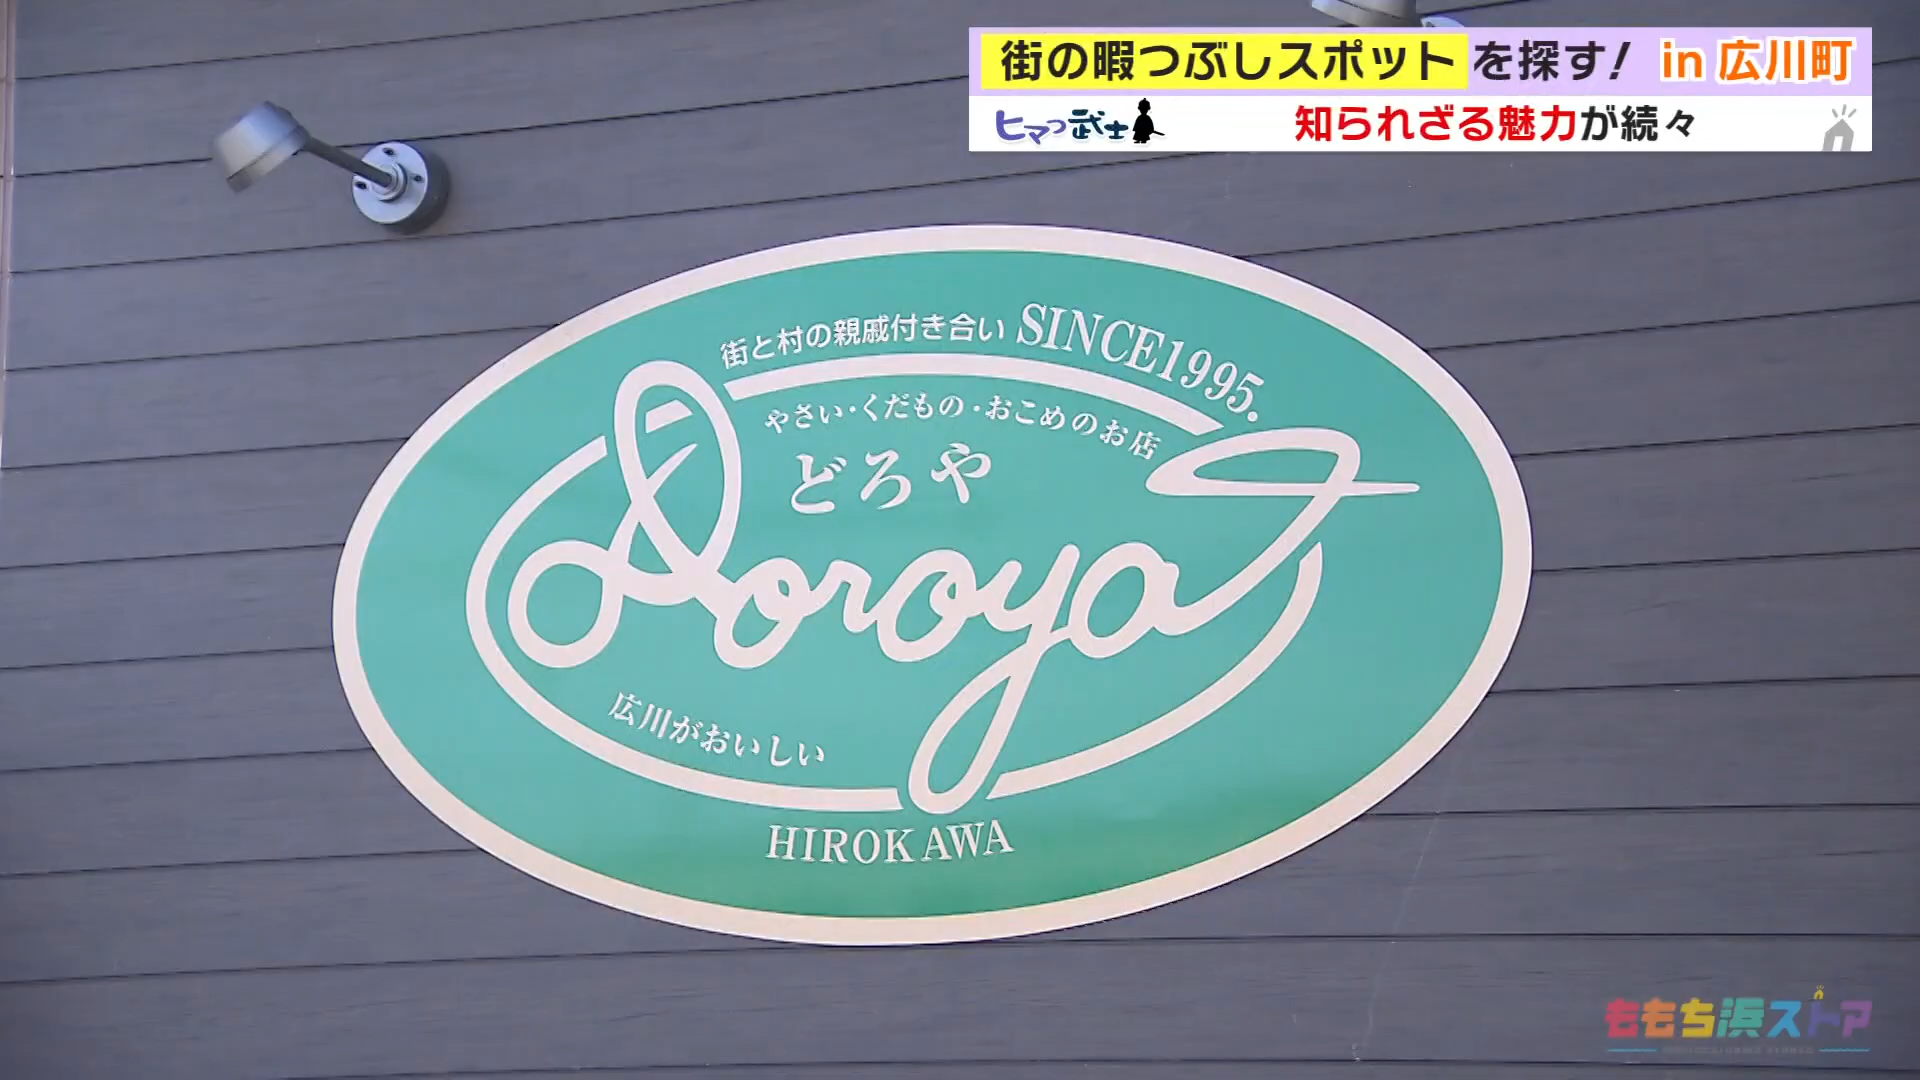 街の暇つぶしスポットを探す! in 広川町
ヒマつ武士
知られざる魅力が続々
街と村の親戚付き合い SINCE1995.
やさい・くだもの・おこめのお店
どろや
doroya
広川がおいしい
HIROKAWA
ももち浜ストア